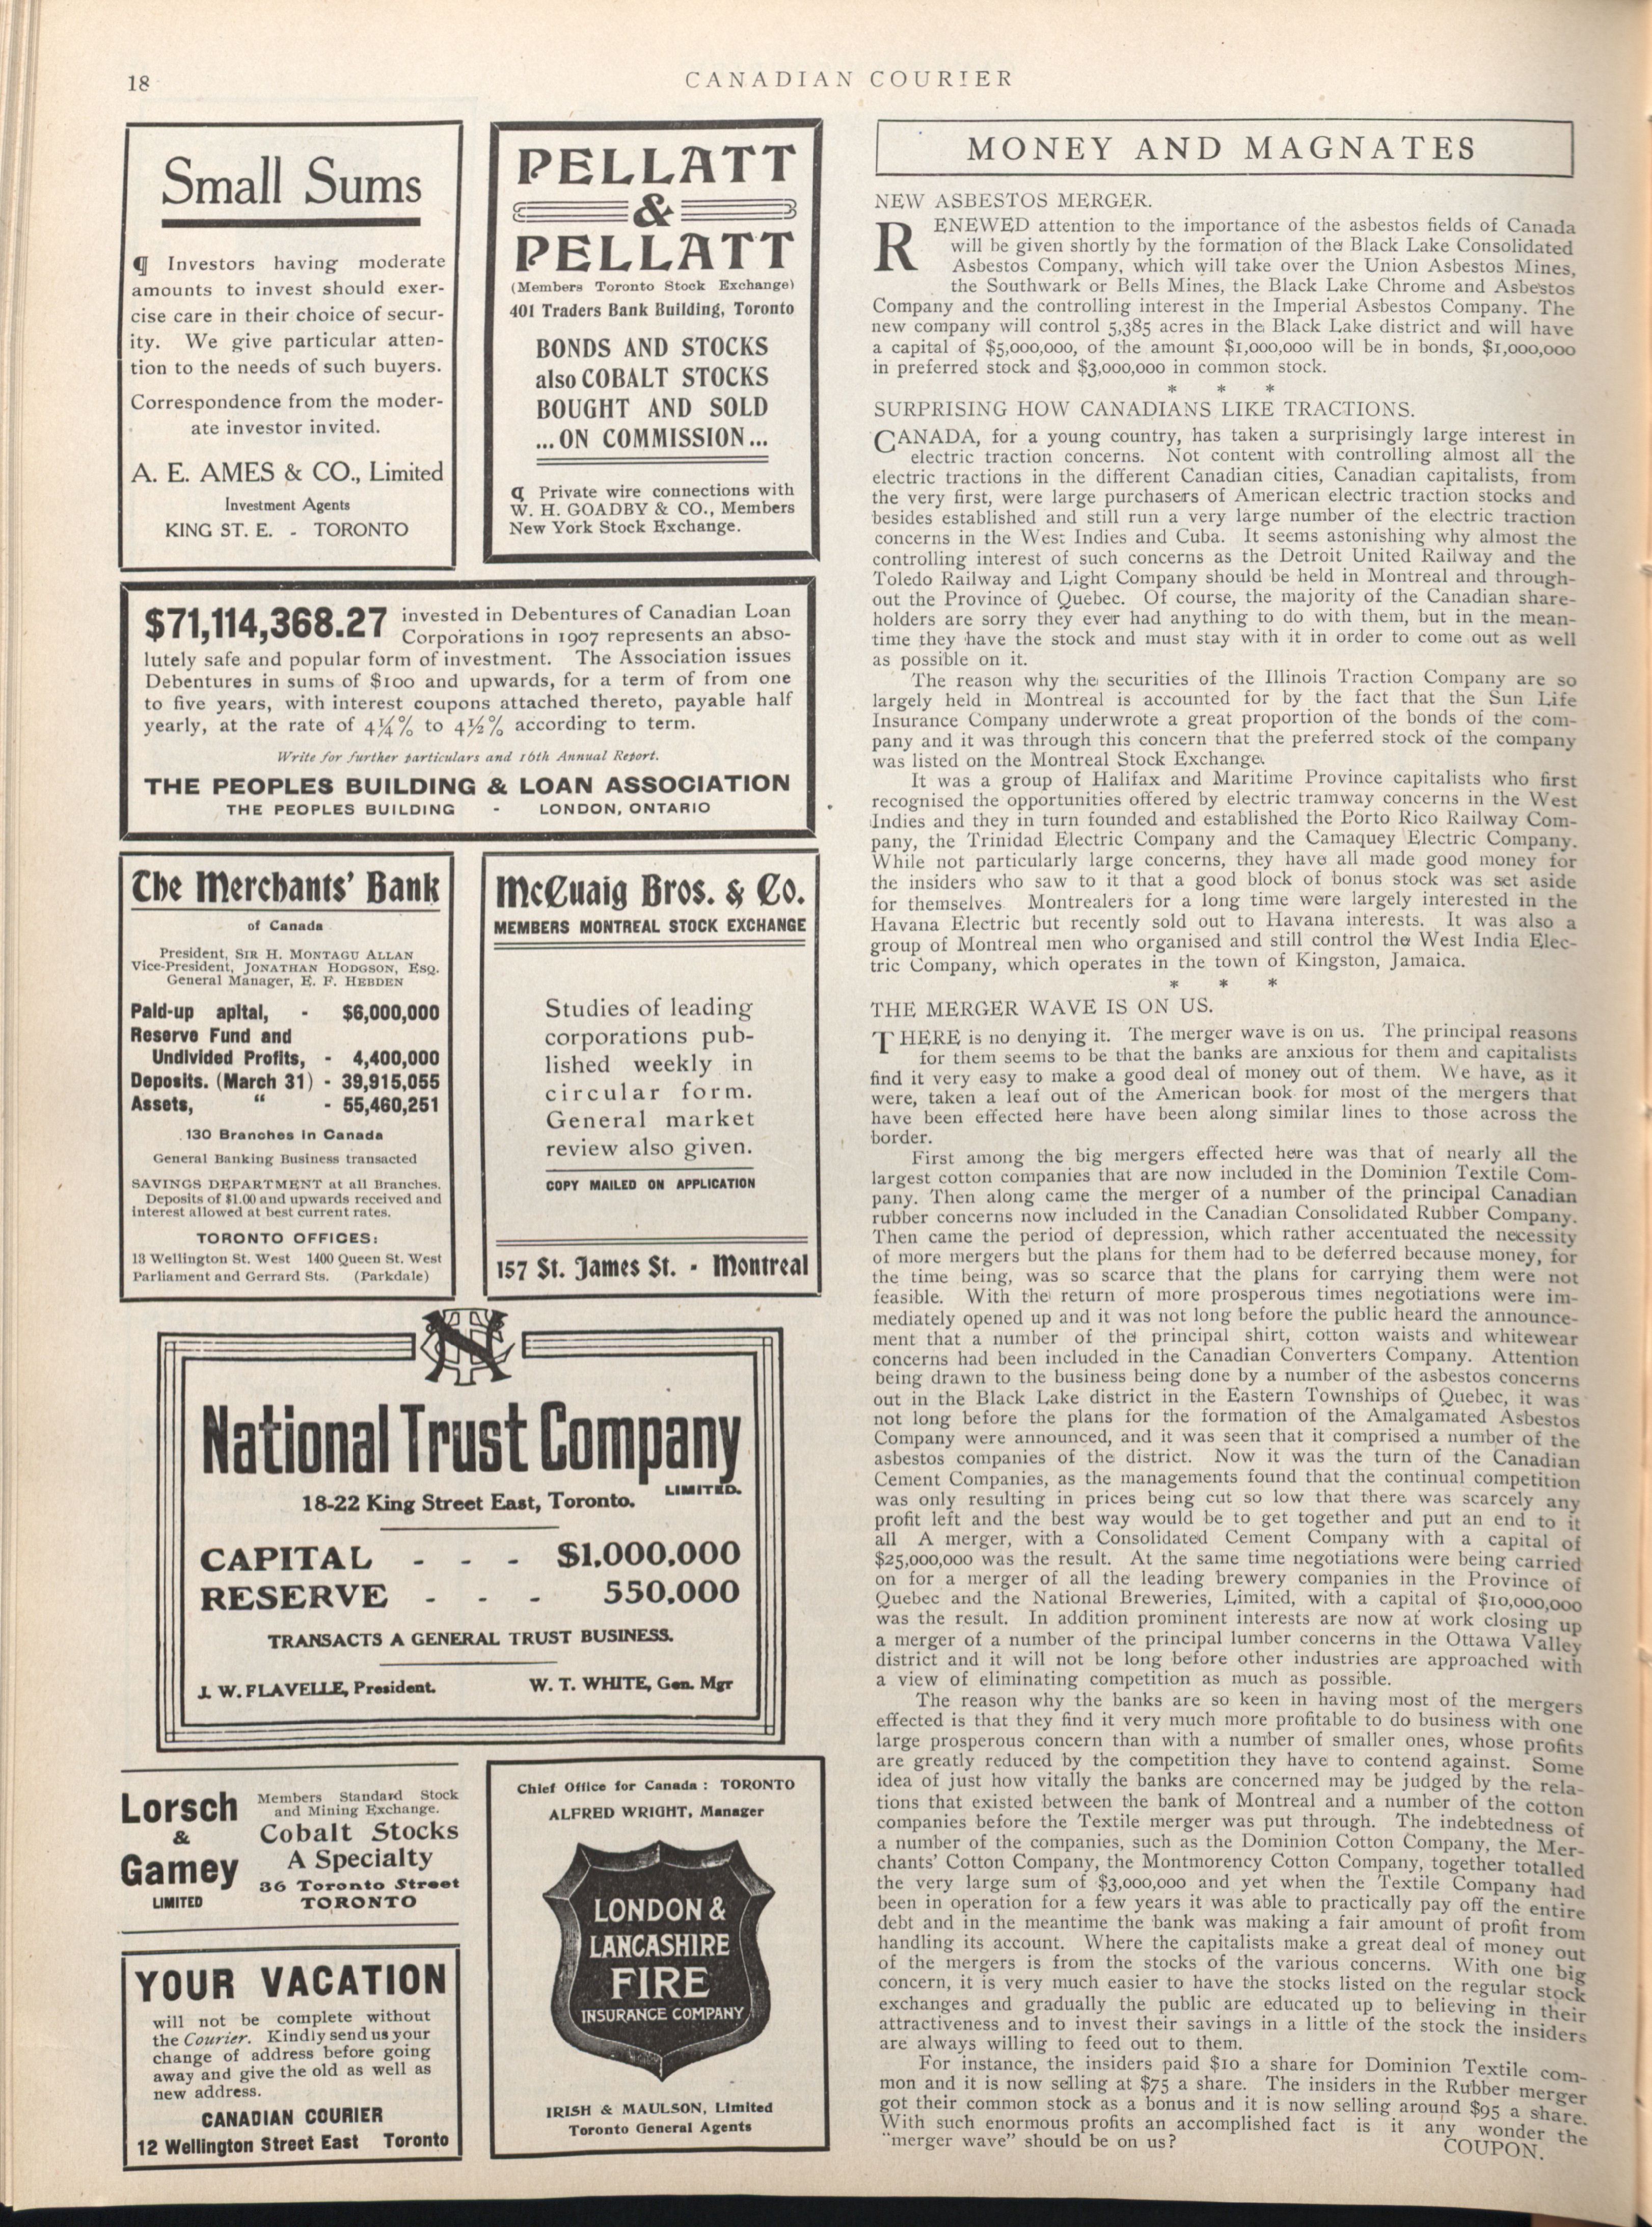 18
CANADIAN COURIER
Small Sums
¶ Investors having moderate
amounts to invest should exer-
cise care in their choice of secur-
ity. We give particular atten-
tion to the needs of such buyers.
Correspondence from the moder-
ate investor invited.
A. E. AMES & CO., Limited
Investment Agents
KING ST. E. - TORONTO
PELLATT
&
PELLATT
(Members Toronto Stock Exchange)
401 Traders Bank Building, Toronto
BONDS AND STOCKS
also COBALT STOCKS
BOUGHT AND SOLD
...ON COMMISSION...
¶ Private wire connections with
W. H. GOADBY & CO., Members
New York Stock Exchange.
$71,114,368.27 invested in Debentures of Canadian Loan
Corporations in 1907 represents an abso-
lutely safe and popular form of investment. The Association issues
Debentures in sums of $100 and upwards, for a term of from one
to five years, with interest coupons attached thereto, payable half
yearly, at the rate of 4¼% to 4½% according to term.
Write for further particulars and 16th Annual Report.
THE PEOPLES BUILDING & LOAN ASSOCIATION
THE PEOPLES BUILDING - LONDON, ONTARIO
The Merchants' Bank
of Canada
President, SIR H. MONTAGU ALLAN
Vice-President, JONATHAN HODGSON, ESQ.
General Manager, E. F. HEBDEN
Paid-up apital, - $6,000,000
Reserve Fund and
Undivided Profits, - 4,400,000
Deposits. (March 31) - 39,915,055
Assets, " - 55,460,251
130 Branches in Canada
General Banking Business transacted
SAVINGS DEPARTMENT at all Branches.
Deposits of $1.00 and upwards received and
interest allowed at best current rates.
TORONTO OFFICES:
13 Wellington St. West 1400 Queen St. West
Parliament and Gerrard Sts. (Parkdale)
McCuaig Bros. & Co.
MEMBERS MONTREAL STOCK EXCHANGE
Studies of leading
corporations pub-
lished weekly in
circular form.
General market
review also given.
COPY MAILED ON APPLICATION
157 St. James St. - Montreal
National Trust Company
LIMITED.
18-22 King Street East, Toronto.
CAPITAL - - - $1,000,000
RESERVE - - - 550,000
TRANSACTS A GENERAL TRUST BUSINESS.
J. W. FLAVELLE, President. W. T. WHITE, Gen. Mgr
Lorsch
&
Gamey
LIMITED
Members Standard Stock
and Mining Exchange.
Cobalt Stocks
A Specialty
36 Toronto Street
TORONTO
YOUR VACATION
will not be complete without
the Courier. Kindly send us your
change of address before going
away and give the old as well as
new address.
CANADIAN COURIER
12 Wellington Street East Toronto
Chief Office for Canada : TORONTO
ALFRED WRIGHT, Manager
LONDON &
LANCASHIRE
FIRE
INSURANCE COMPANY
IRISH & MAULSON, Limited
Toronto General Agents
MONEY AND MAGNATES
NEW ASBESTOS MERGER.
RENEWED attention to the importance of the asbestos fields of Canada
will be given shortly by the formation of the Black Lake Consolidated
Asbestos Company, which will take over the Union Asbestos Mines,
the Southwark or Bells Mines, the Black Lake Chrome and Asbestos
Company and the controlling interest in the Imperial Asbestos Company. The
new company will control 5,385 acres in the Black Lake district and will have
a capital of $5,000,000, of the amount $1,000,000 will be in bonds, $1,000,000
in preferred stock and $3,000,000 in common stock.
* * *
SURPRISING HOW CANADIANS LIKE TRACTIONS.
CANADA, for a young country, has taken a surprisingly large interest in
electric traction concerns. Not content with controlling almost all the
electric tractions in the different Canadian cities, Canadian capitalists, from
the very first, were large purchasers of American electric traction stocks and
besides established and still run a very large number of the electric traction
concerns in the West Indies and Cuba. It seems astonishing why almost the
controlling interest of such concerns as the Detroit United Railway and the
Toledo Railway and Light Company should be held in Montreal and through-
out the Province of Quebec. Of course, the majority of the Canadian share-
holders are sorry they ever had anything to do with them, but in the mean-
time they have the stock and must stay with it in order to come out as well
as possible on it.
The reason why the securities of the Illinois Traction Company are so
largely held in Montreal is accounted for by the fact that the Sun Life
Insurance Company underwrote a great proportion of the bonds of the com-
pany and it was through this concern that the preferred stock of the company
was listed on the Montreal Stock Exchange.
It was a group of Halifax and Maritime Province capitalists who first
recognised the opportunities offered by electric tramway concerns in the West
Indies and they in turn founded and established the Porto Rico Railway Com-
pany, the Trinidad Electric Company and the Camaquey Electric Company.
While not particularly large concerns, they have all made good money for
the insiders who saw to it that a good block of bonus stock was set aside
for themselves Montrealers for a long time were largely interested in the
Havana Electric but recently sold out to Havana interests. It was also a
group of Montreal men who organised and still control the West India Elec-
tric Company, which operates in the town of Kingston, Jamaica.
* * *
THE MERGER WAVE IS ON US.
THERE is no denying it. The merger wave is on us. The principal reasons
for them seems to be that the banks are anxious for them and capitalists
find it very easy to make a good deal of money out of them. We have, as it
were, taken a leaf out of the American book for most of the mergers that
have been effected here have been along similar lines to those across the
border.
First among the big mergers effected here was that of nearly all the
largest cotton companies that are now included in the Dominion Textile Com-
pany. Then along came the merger of a number of the principal Canadian
rubber concerns now included in the Canadian Consolidated Rubber Company.
Then came the period of depression, which rather accentuated the necessity
of more mergers but the plans for them had to be deferred because money, for
the time being, was so scarce that the plans for carrying them were not
feasible. With the return of more prosperous times negotiations were im-
mediately opened up and it was not long before the public heard the announce-
ment that a number of the principal shirt, cotton waists and whitewear
concerns had been included in the Canadian Converters Company. Attention
being drawn to the business being done by a number of the asbestos concerns
out in the Black Lake district in the Eastern Townships of Quebec, it was
not long before the plans for the formation of the Amalgamated Asbestos
Company were announced, and it was seen that it comprised a number of the
asbestos companies of the district. Now it was the turn of the Canadian
Cement Companies, as the managements found that the continual competition
was only resulting in prices being cut so low that there was scarcely any
profit left and the best way would be to get together and put an end to it
all A merger, with a Consolidated Cement Company with a capital of
$25,000,000 was the result. At the same time negotiations were being carried
on for a merger of all the leading brewery companies in the Province of
Quebec and the National Breweries, Limited, with a capital of $10,000,000
was the result. In addition prominent interests are now at work closing up
a merger of a number of the principal lumber concerns in the Ottawa Valley
district and it will not be long before other industries are approached with
a view of eliminating competition as much as possible.
The reason why the banks are so keen in having most of the mergers
effected is that they find it very much more profitable to do business with one
large prosperous concern than with a number of smaller ones, whose profits
are greatly reduced by the competition they have to contend against. Some
idea of just how vitally the banks are concerned may be judged by the rela-
tions that existed between the bank of Montreal and a number of the cotton
companies before the Textile merger was put through. The indebtedness of
a number of the companies, such as the Dominion Cotton Company, the Mer-
chants' Cotton Company, the Montmorency Cotton Company, together totalled
the very large sum of $3,000,000 and yet when the Textile Company had
been in operation for a few years it was able to practically pay off the entire
debt and in the meantime the bank was making a fair amount of profit from
handling its account. Where the capitalists make a great deal of money out
of the mergers is from the stocks of the various concerns. With one big
concern, it is very much easier to have the stocks listed on the regular stock
exchanges and gradually the public are educated up to believing in their
attractiveness and to invest their savings in a little of the stock the insiders
are always willing to feed out to them.
For instance, the insiders paid $10 a share for Dominion Textile com-
mon and it is now selling at $75 a share. The insiders in the Rubber merger
got their common stock as a bonus and it is now selling around $95 a share.
With such enormous profits an accomplished fact is it any wonder the
"merger wave" should be on us?
COUPON.